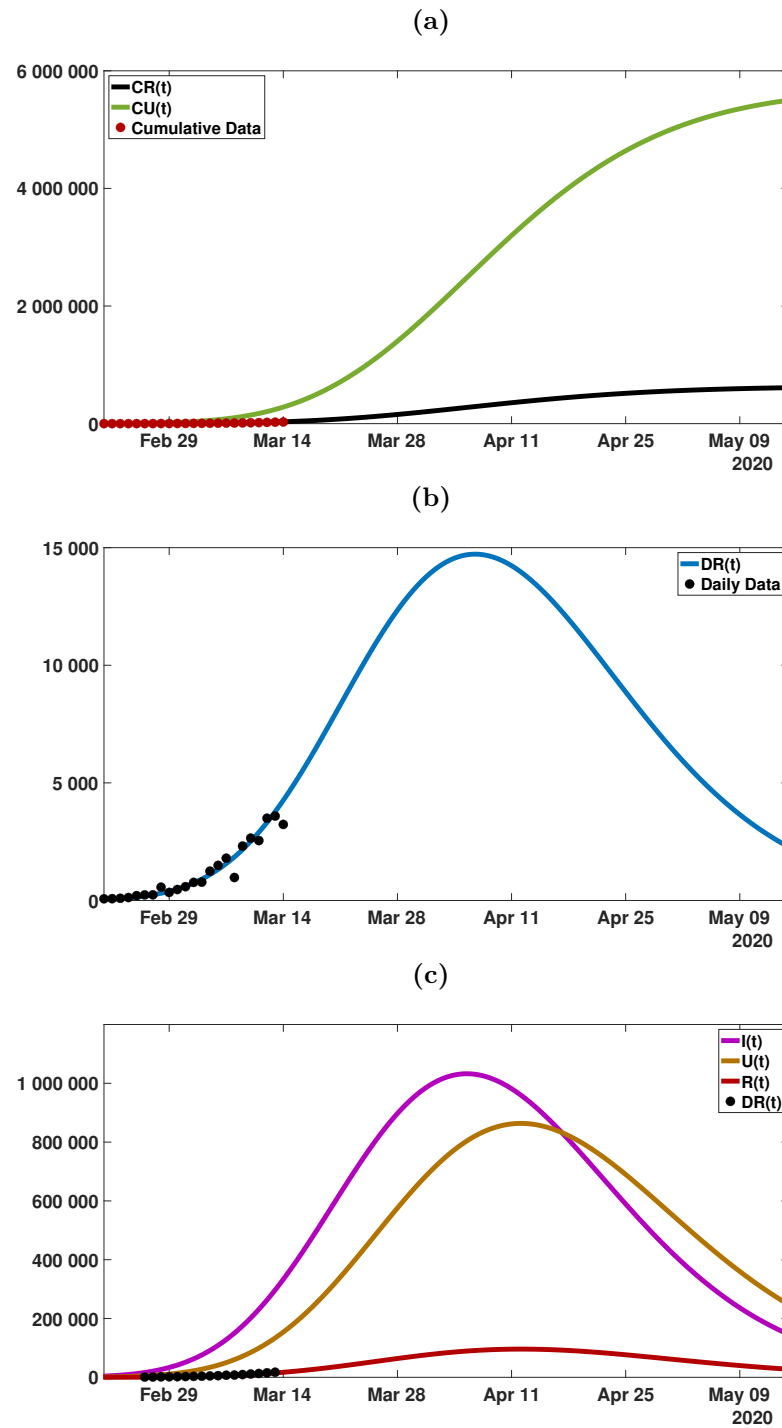 (a)
6 000 000
CR(t)
CU(t)
Cumulative Data
4 000 000
2 000 000
0
Feb 29 Mar 14 Mar 28 Apr 11 Apr 25 May 09
2020
(b)
15 000
DR(t)
Daily Data
10 000
5 000
0
Feb 29 Mar 14 Mar 28 Apr 11 Apr 25 May 09
2020
(c)
I(t)
U(t)
R(t)
DR(t)
1 000 000
800 000
600 000
400 000
200 000
0
Feb 29 Mar 14 Mar 28 Apr 11 Apr 25 May 09
2020